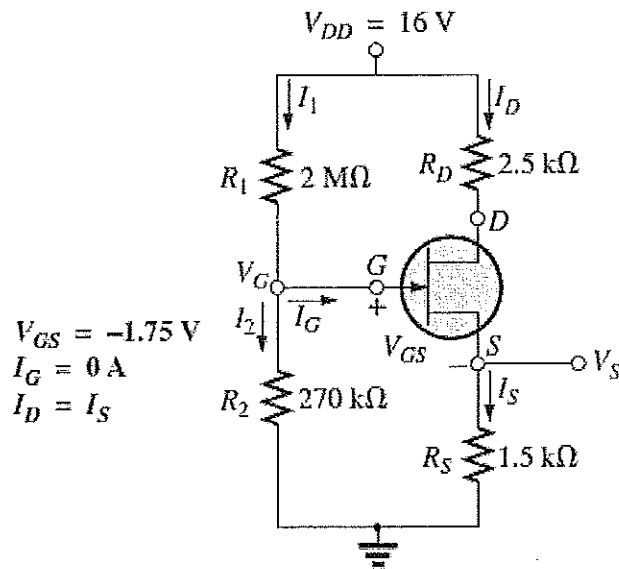 V_DD = 16 V
I_1
I_D
R_1 2 MΩ
R_D 2.5 kΩ
D
V_G
G
I_2
I_G
+
V_GS
S
V_S
−
V_GS = −1.75 V
I_G = 0 A
I_D = I_S
R_2 270 kΩ
I_S
R_S 1.5 kΩ